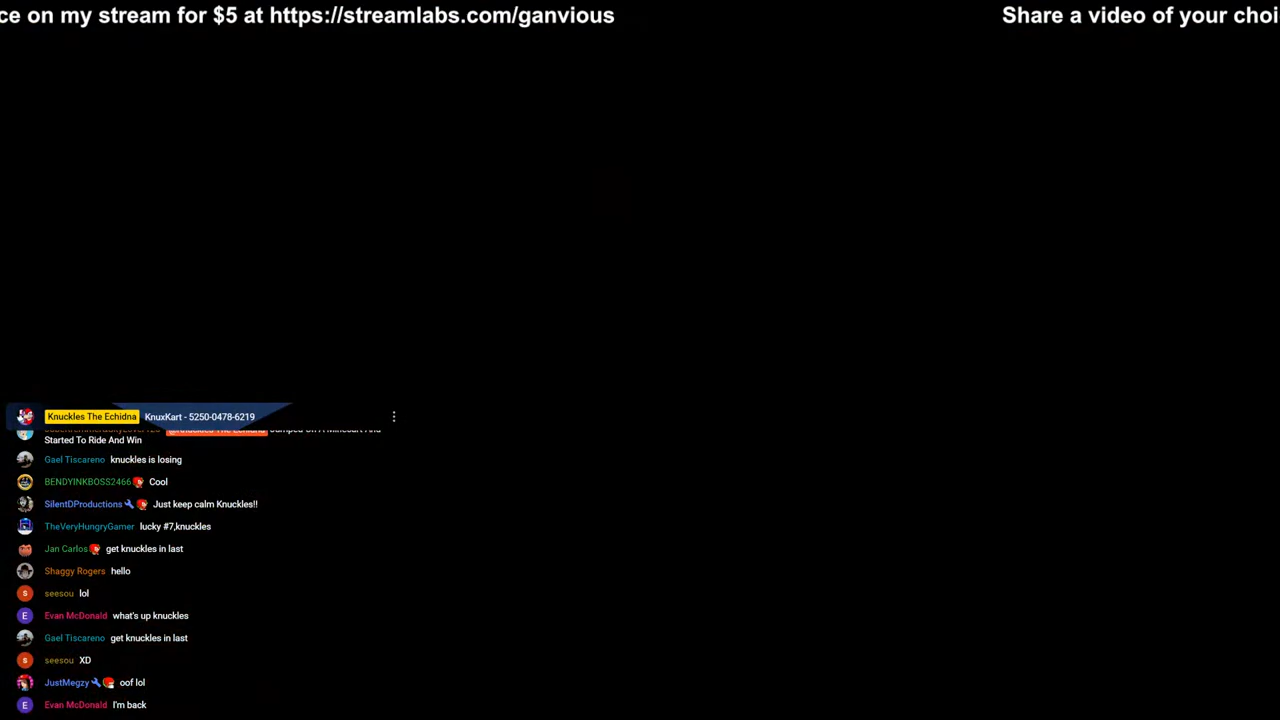 ce on my stream for $5 at https://streamlabs.com/ganvious Share a video of your choi
Knuckles The Echidna KnuxKart - 5250-0478-6219
Started To Ride And Win
Gael Tiscareno knuckles is losing
BENDYINKBOSS2466 Cool
SilentDProductions Just keep calm Knuckles!!
TheVeryHungryGamer lucky #7,knuckles
Jan Carlos get knuckles in last
Shaggy Rogers hello
S seesou lol
E Evan McDonald what's up knuckles
Gael Tiscareno get knuckles in last
S seesou XD
JustMegzy oof lol
E Evan McDonald I'm back